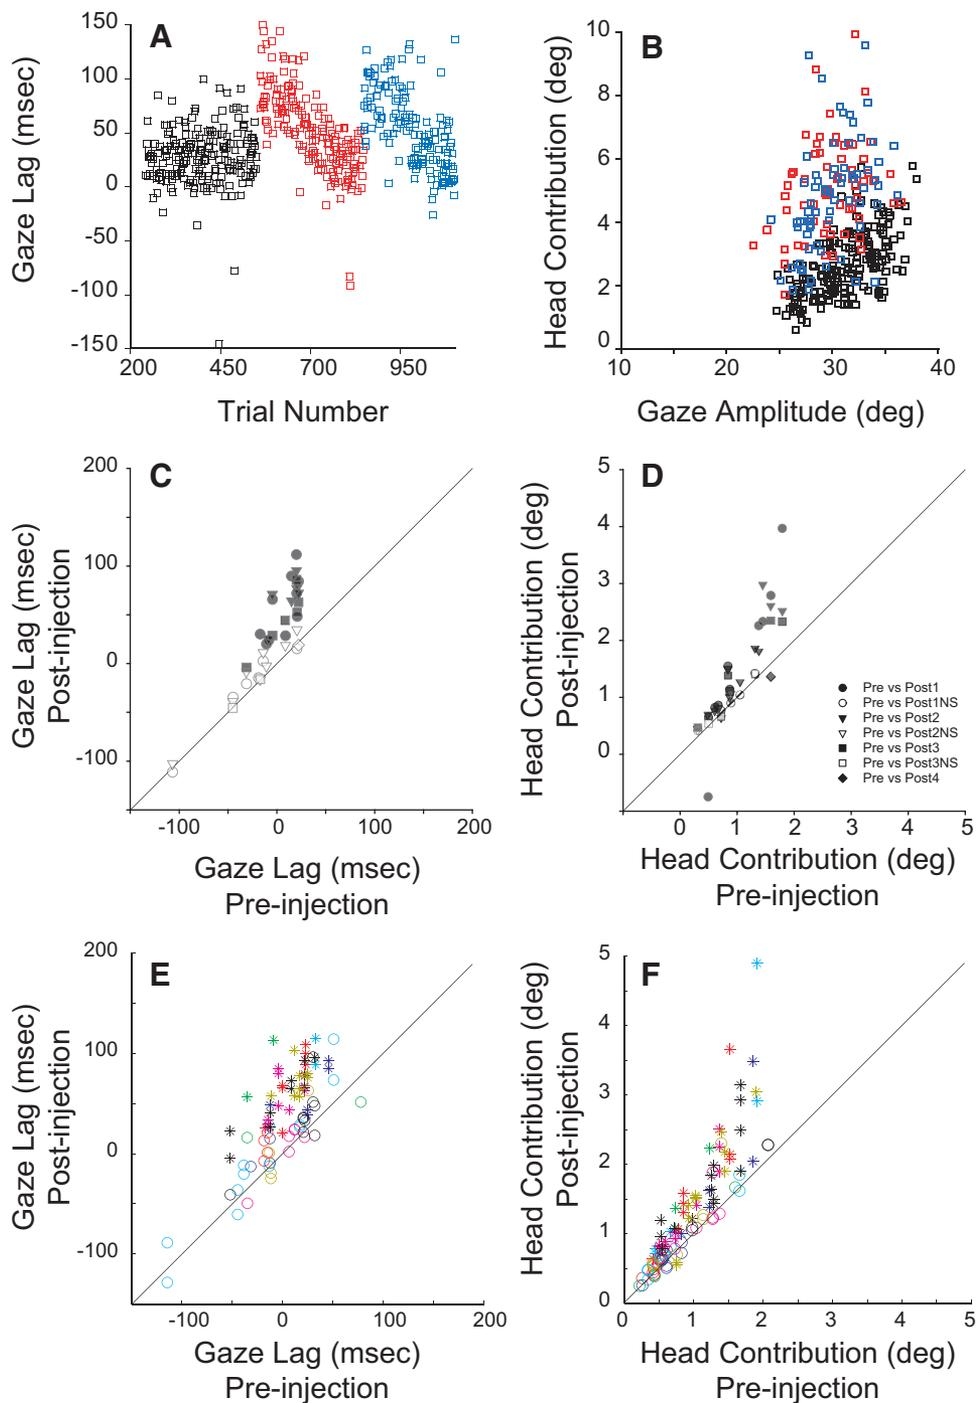 A
Gaze Lag (msec)
150
100
50
0
-50
-100
-150
200 450 700 950
Trial Number
B
Head Contribution (deg)
10
8
6
4
2
0
10 20 30 40
Gaze Amplitude (deg)
C
Gaze Lag (msec)
Post-injection
200
100
0
-100
-100 0 100 200
Gaze Lag (msec)
Pre-injection
D
Head Contribution (deg)
Post-injection
5
4
3
2
1
0
Pre vs Post1
Pre vs Post1NS
Pre vs Post2
Pre vs Post2NS
Pre vs Post3
Pre vs Post3NS
Pre vs Post4
0 1 2 3 4 5
Head Contribution (deg)
Pre-injection
E
Gaze Lag (msec)
Post-injection
200
100
0
-100
-100 0 100 200
Gaze Lag (msec)
Pre-injection
F
Head Contribution (deg)
Post-injection
5
4
3
2
1
0
0 1 2 3 4 5
Head Contribution (deg)
Pre-injection